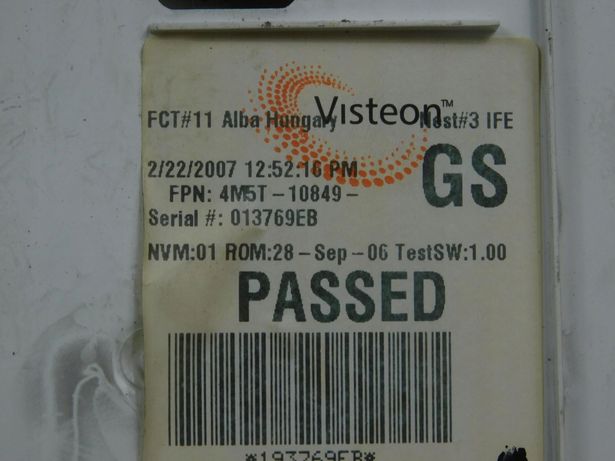 Visteon™
FCT#11 Alba Hungary Nest#3 IFE
2/22/2007 12:52:16 PM
GS
FPN: 4M5T-10849-
Serial #: 013769EB
NVM:01 ROM:28-Sep-06 TestSW:1.00
PASSED
*193769EB*